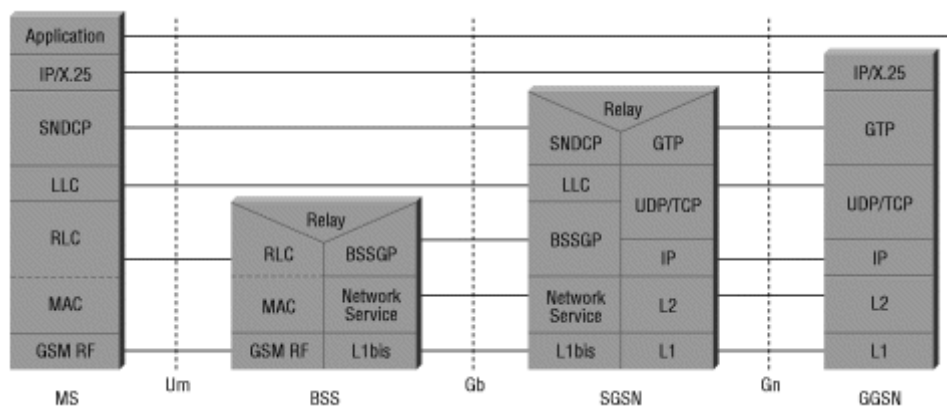 Application
IP/X.25
SNDCP
LLC
RLC
MAC
GSM RF
MS
Um
Relay
RLC
BSSGP
MAC
Network
Service
GSM RF
L1bis
BSS
Gb
Relay
SNDCP
GTP
LLC
UDP/TCP
BSSGP
IP
Network
Service
L2
L1bis
L1
SGSN
Gn
IP/X.25
GTP
UDP/TCP
IP
L2
L1
GGSN